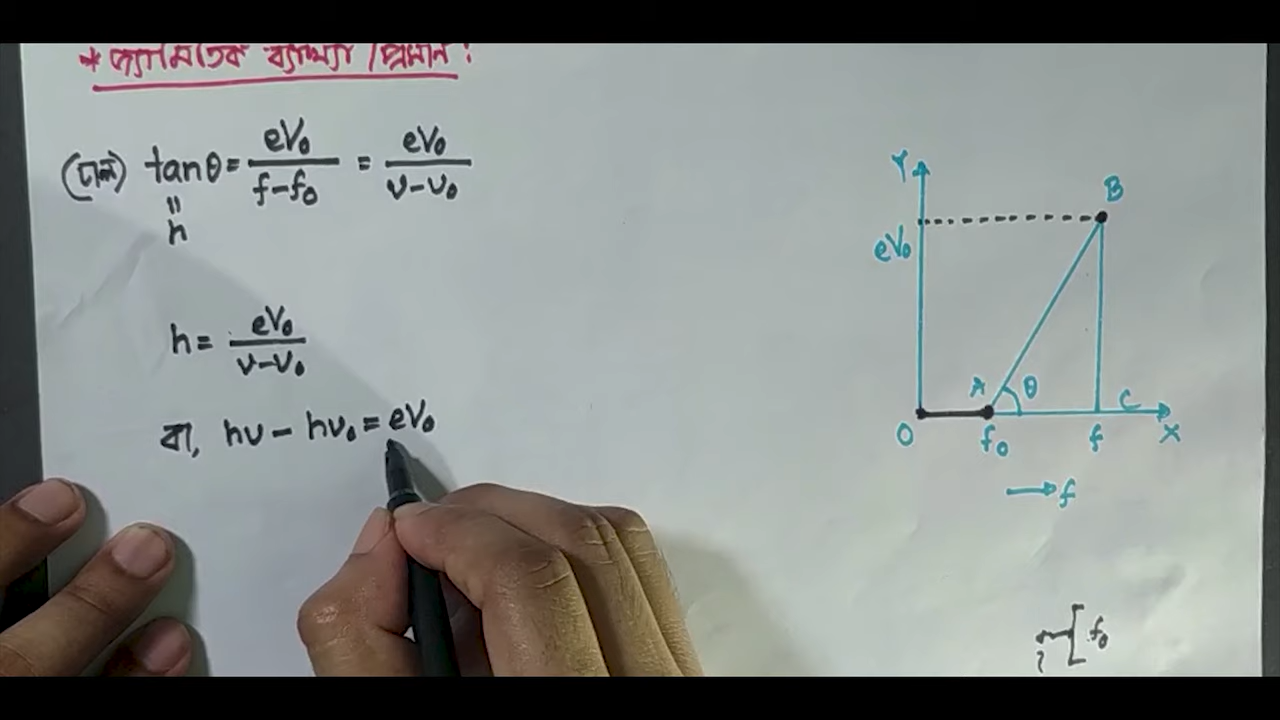 * জ্যামিতিক ব্যাখ্যা / প্রমান :
(ঢাল) tanθ = eV₀/(f-f₀) = eV₀/(ν-ν₀)
"
h
h = eV₀/(ν-ν₀)
বা, hν - hν₀ = eV₀
Y
B
eV₀
A θ C
O f₀ f X
→ f
f₀